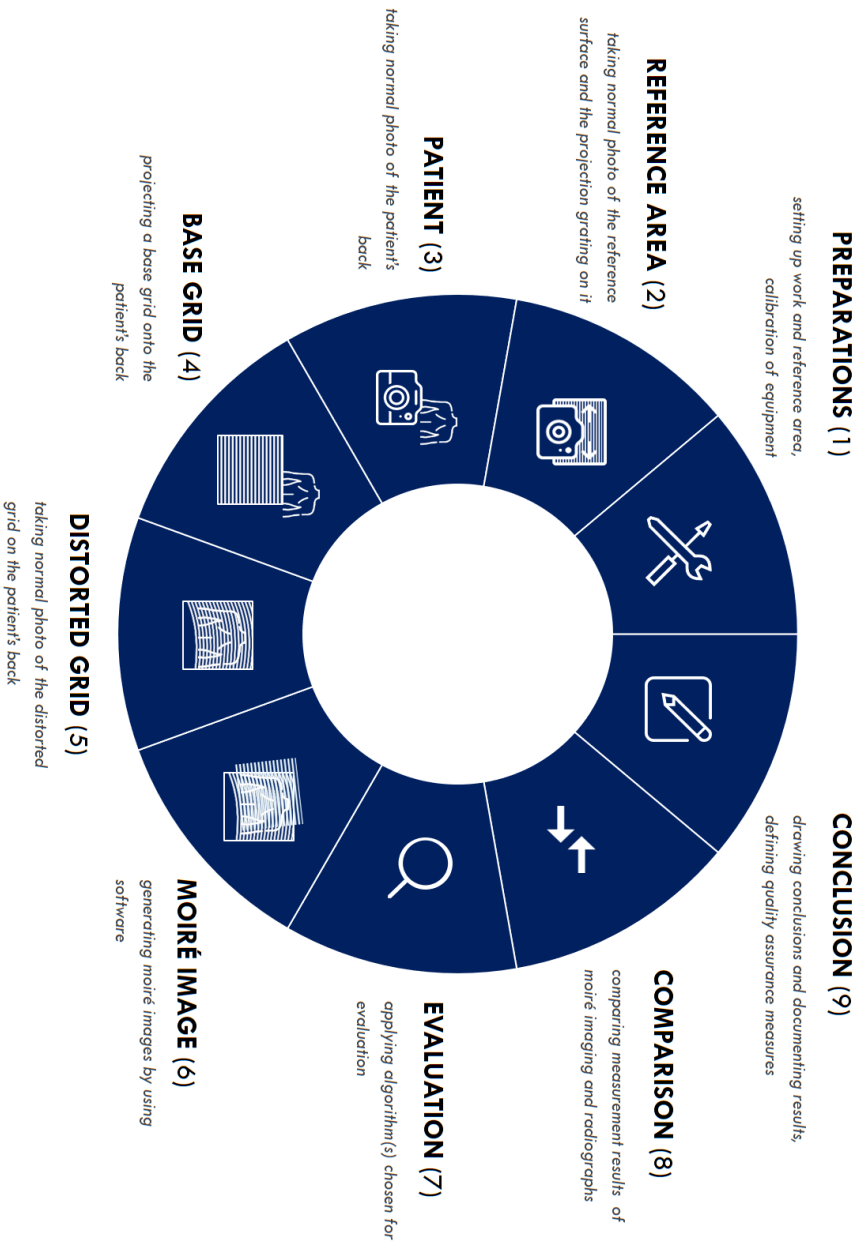 PREPARATIONS (1)
setting up work and reference area,
calibration of equipment
REFERENCE AREA (2)
taking normal photo of the reference
surface and the projection grating on it
PATIENT (3)
taking normal photo of the patient's
back
BASE GRID (4)
projecting a base grid onto the
patient's back
DISTORTED GRID (5)
taking normal photo of the distorted
grid on the patient's back
MOIRÉ IMAGE (6)
generating moiré images by using
software
EVALUATION (7)
applying algorithm(s) chosen for
evaluation
COMPARISON (8)
comparing measurement results of
moiré imaging and radiographs
CONCLUSION (9)
drawing conclusions and documenting results,
defining quality assurance measures